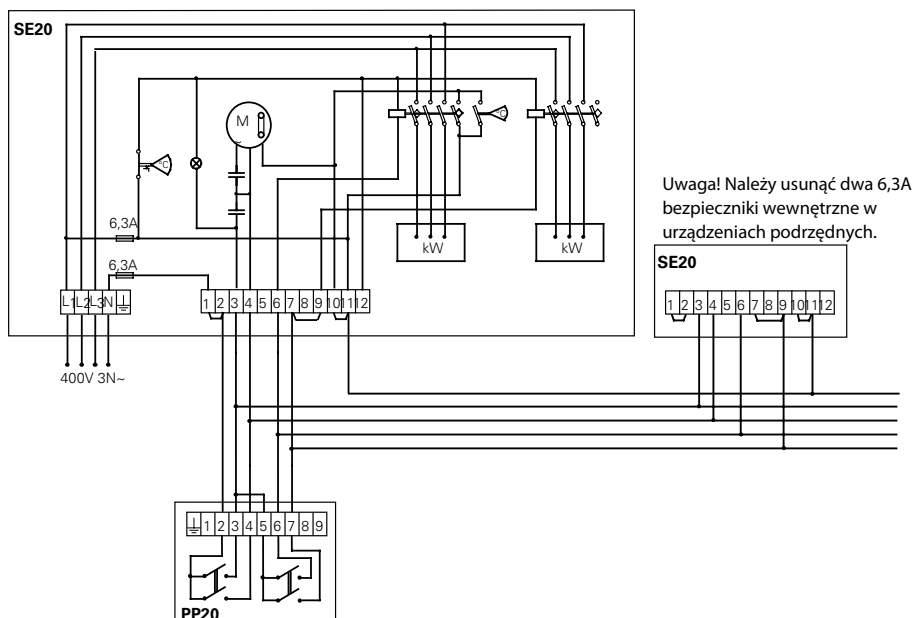 SE20
M
~
°C
°C
6,3A
kW
kW
6,3A
L1 L2 L3 N
1 2 3 4 5 6 7 8 9 10 11 12
400V 3N~
Uwaga! Należy usunąć dwa 6,3A
bezpieczniki wewnętrzne w
urządzeniach podrzędnych.
SE20
1 2 3 4 5 6 7 8 9 10 11 12
1 2 3 4 5 6 7 8 9
PP20